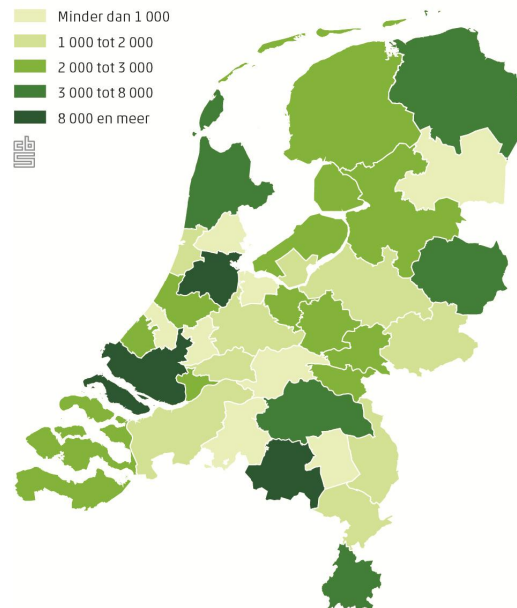 Minder dan 1 000
1 000 tot 2 000
2 000 tot 3 000
3 000 tot 8 000
8 000 en meer
cbs